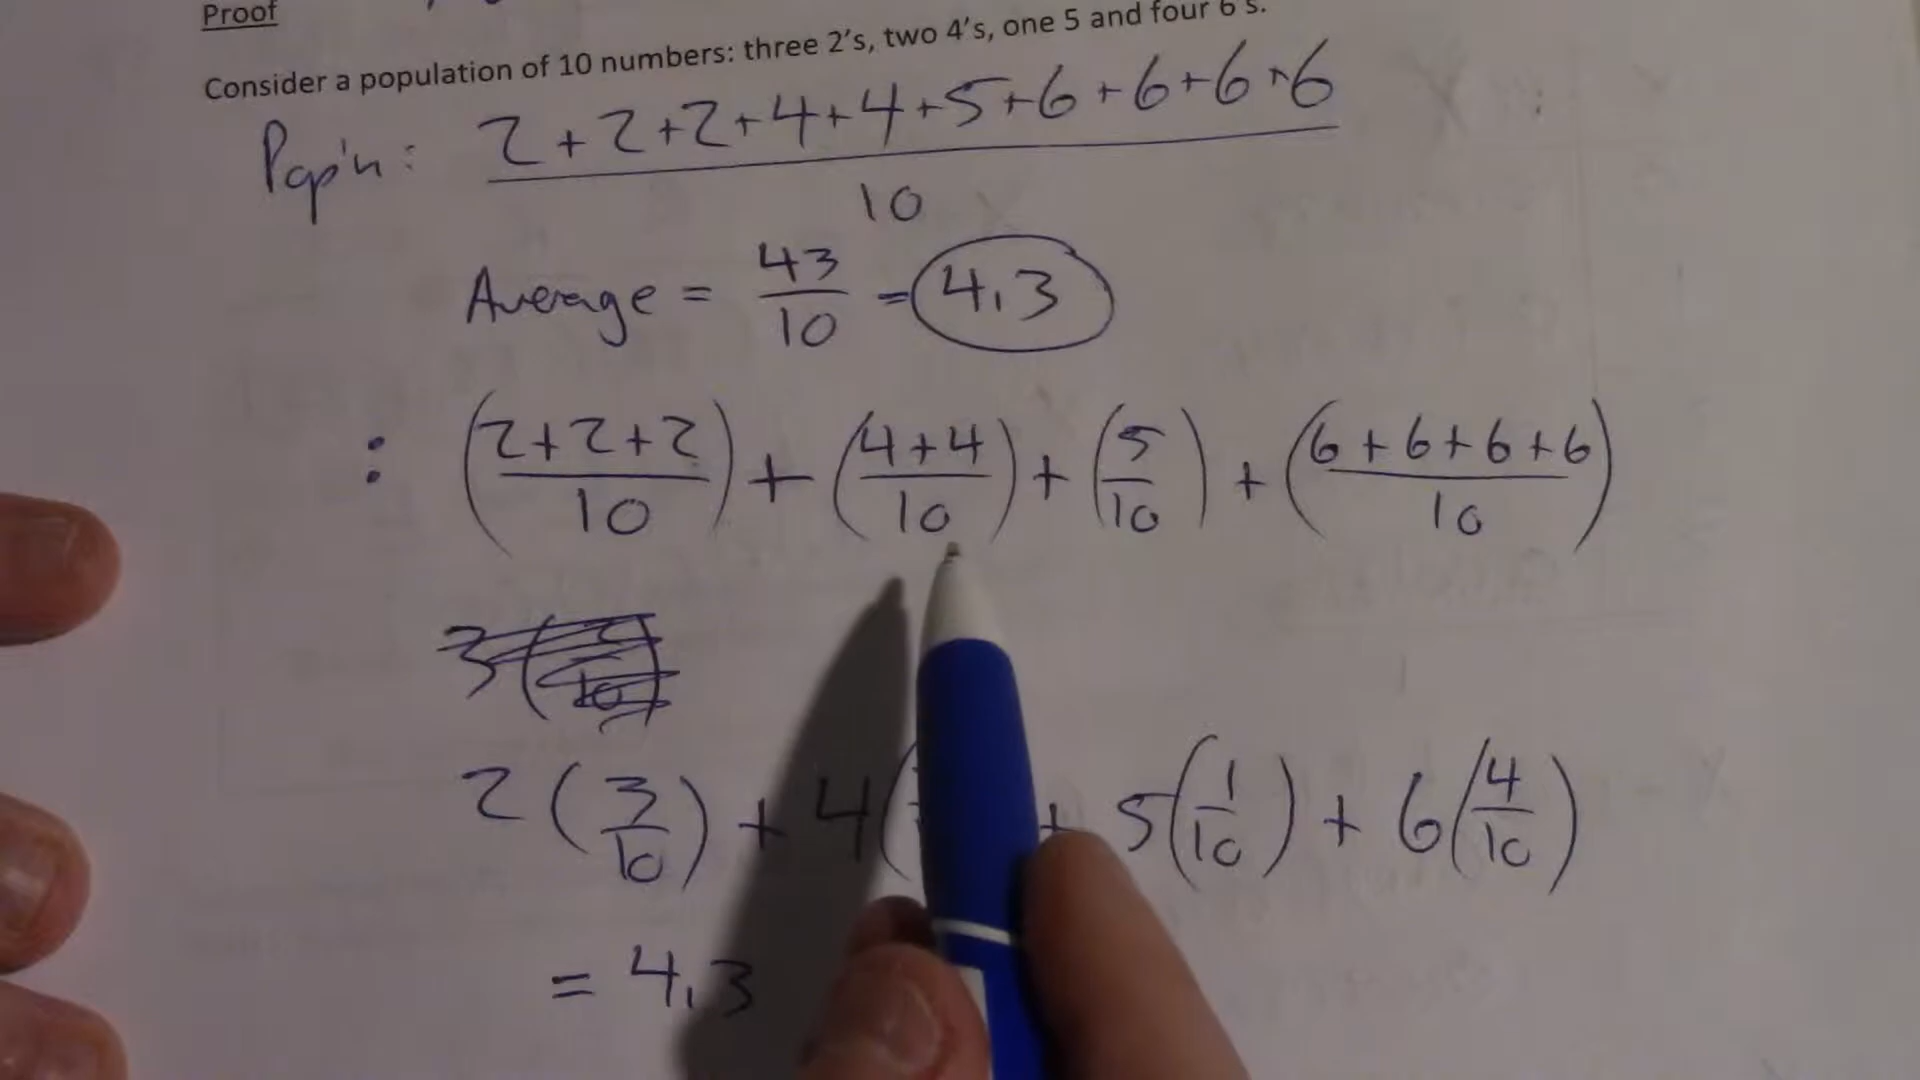 Proof
Consider a population of 10 numbers: three 2's, two 4's, one 5 and four 6's.
Pop'n: 2+2+2+4+4+5+6+6+6+6
10
Average = 43/10 = 4.3
: (2+2+2/10) + (4+4/10) + (5/10) + (6+6+6+6/10)
3(2/10)
2(3/10) + 4( + 5(1/10) + 6(4/10)
= 4.3